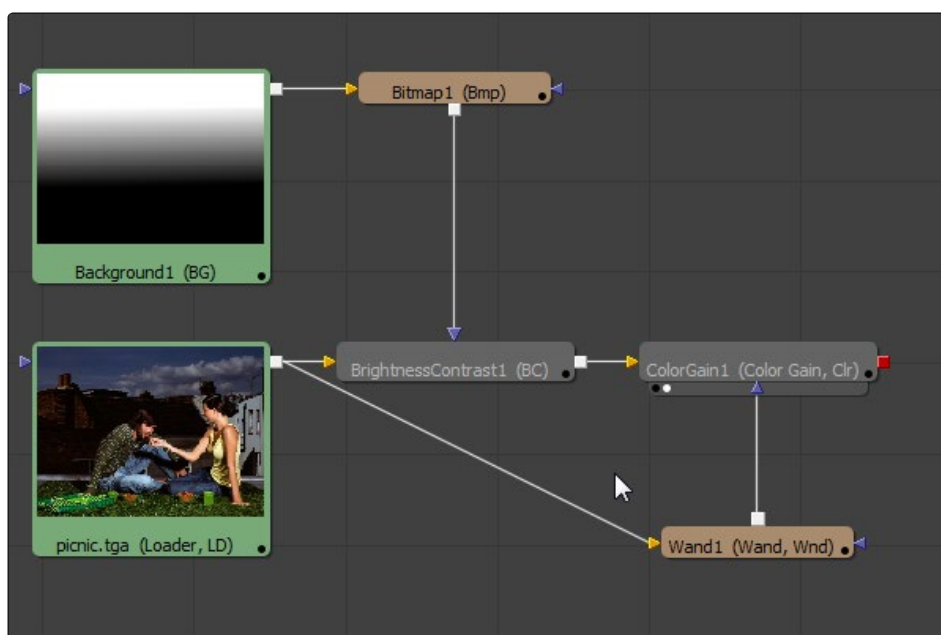 Bitmap1 (Bmp)
Background1 (BG)
BrightnessContrast1 (BC)
ColorGain1 (Color Gain, Clr)
picnic.tga (Loader, LD)
Wand1 (Wand, Wnd)